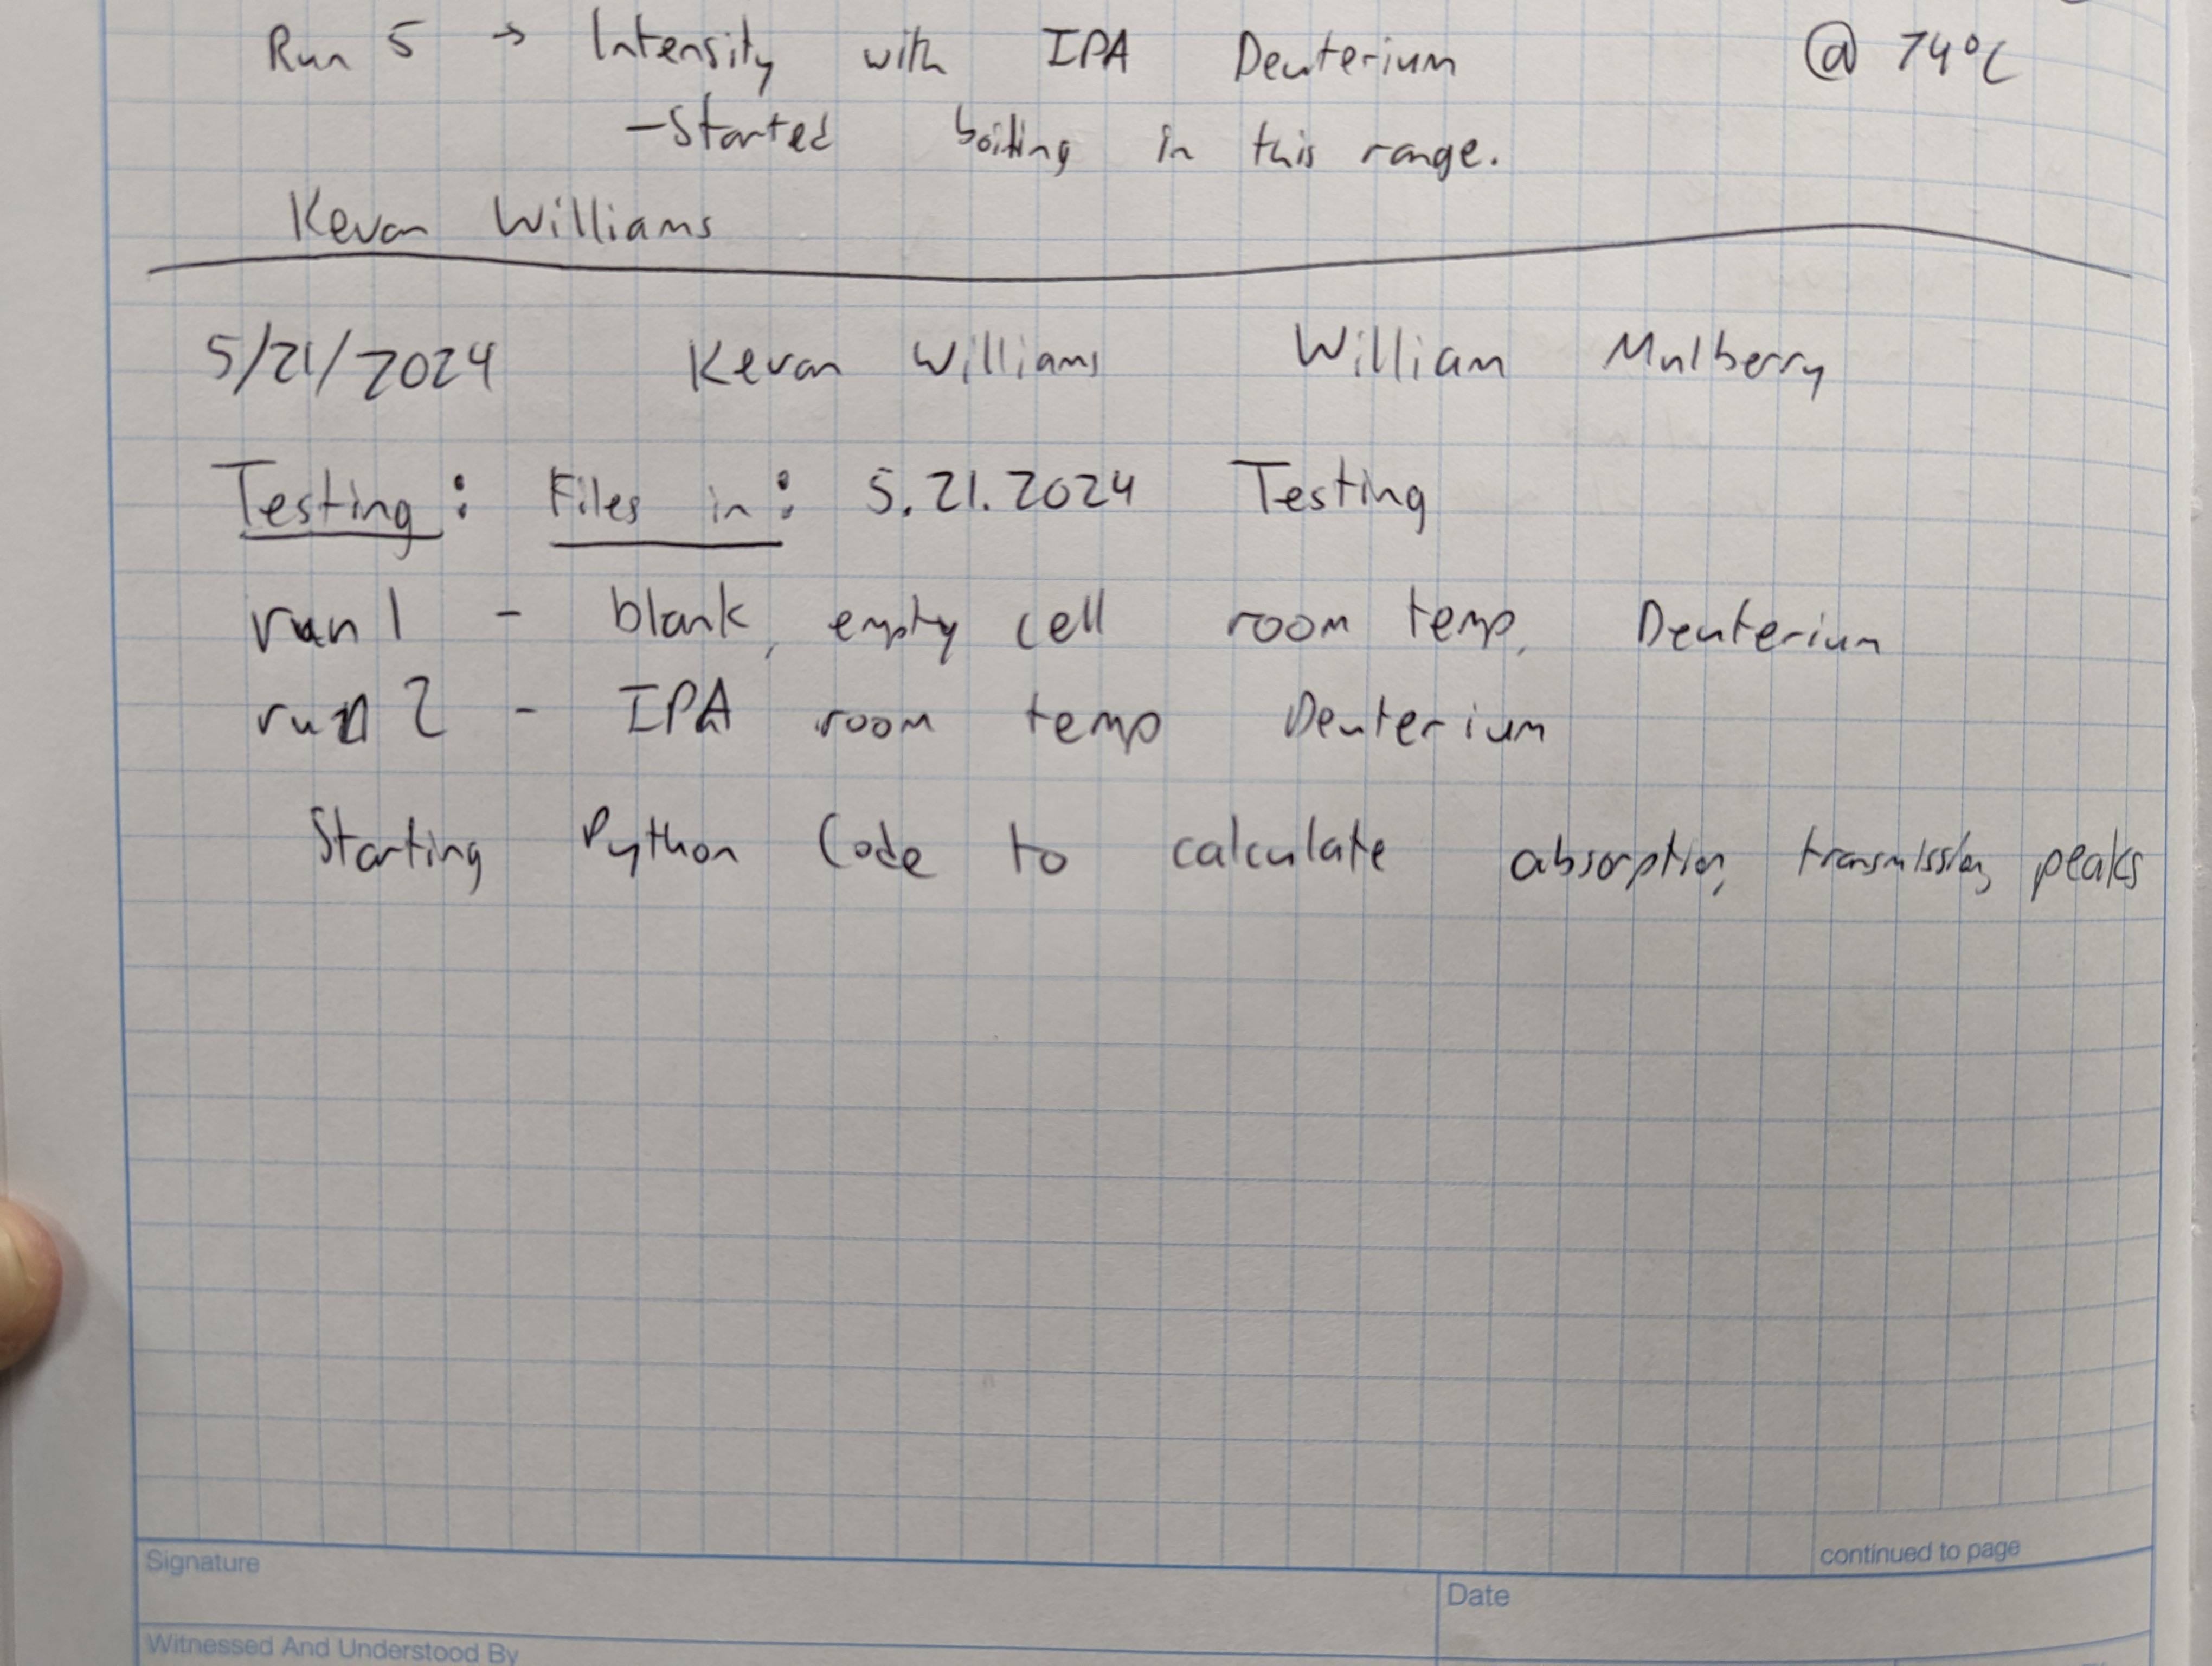 Run 5 → Intensity with IPA Deuterium @ 74°C
- Started boiling in this range.
Kevan Williams
5/21/2024 Kevan Williams William Mulberry
Testing: Files in: 5.21.2024 Testing
run 1 - blank, empty cell room temp, Deuterium
run 2 - IPA room temp Deuterium
Starting Python Code to calculate absorption, transmission, peaks
continued to page
Signature
Date
Witnessed And Understood By